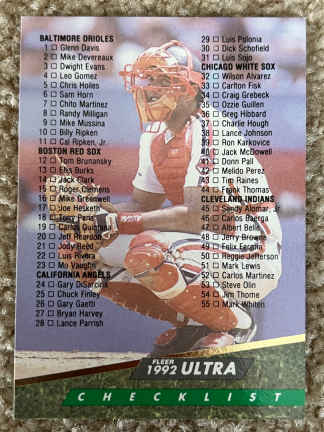 BALTIMORE ORIOLES
1 Glenn Davis
2 Mike Devereaux
3 Dwight Evans
4 Leo Gomez
5 Chris Hoiles
6 Sam Horn
7 Chito Martinez
8 Randy Milligan
9 Mike Mussina
10 Billy Ripken
11 Cal Ripken, Jr.
BOSTON RED SOX
12 Tom Brunansky
13 Ellis Burks
14 Jack Clark
15 Roger Clemens
16 Mike Greenwell
17 Joe Hesketh
18 Tony Pena
19 Carlos Quintana
20 Jeff Reardon
21 Jody Reed
22 Luis Rivera
23 Mo Vaughn
CALIFORNIA ANGELS
24 Gary DiSarcina
25 Chuck Finley
26 Gary Gaetti
27 Bryan Harvey
28 Lance Parrish
29 Luis Polonia
30 Dick Schofield
31 Luis Sojo
CHICAGO WHITE SOX
32 Wilson Alvarez
33 Carlton Fisk
34 Craig Grebeck
35 Ozzie Guillen
36 Greg Hibbard
37 Charlie Hough
38 Lance Johnson
39 Ron Karkovice
40 Jack McDowell
41 Donn Pall
42 Melido Perez
43 Tim Raines
44 Frank Thomas
CLEVELAND INDIANS
45 Sandy Alomar, Jr.
46 Carlos Baerga
47 Albert Belle
48 Jerry Browne
49 Felix Fermin
50 Reggie Jefferson
51 Mark Lewis
52 Carlos Martinez
53 Steve Olin
54 Jim Thome
55 Mark Whiten
FLEER
1992 ULTRA
CHECKLIST